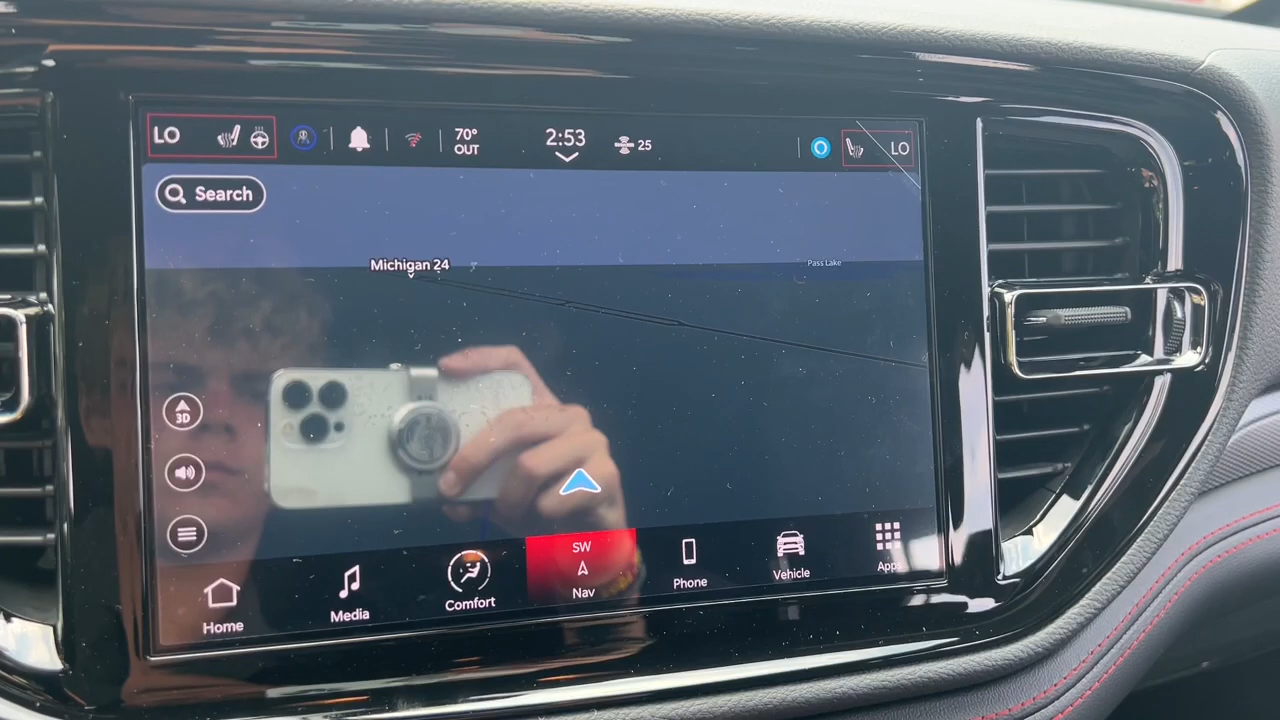 LO
70°
OUT
2:53
25
LO
Search
Michigan 24
Pass Lake
3D
SW
Home
Media
Comfort
Nav
Phone
Vehicle
Apps